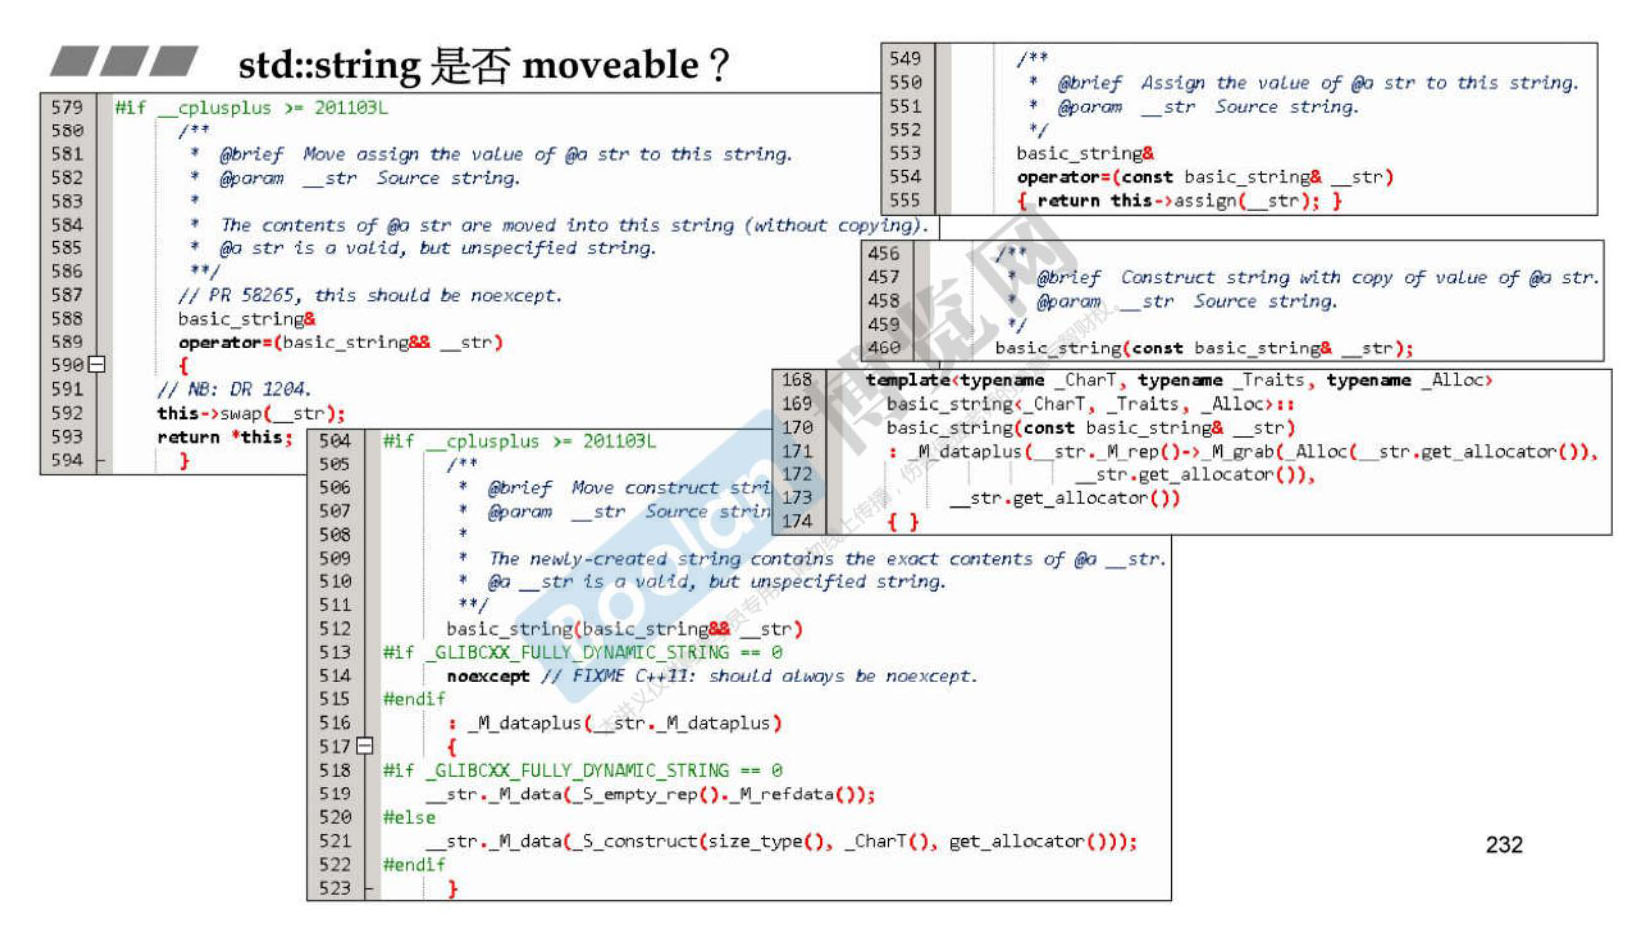 std::string 是否 moveable？
579 #if __cplusplus >= 201103L
580 /**
581 * @brief Move assign the value of @a str to this string.
582 * @param __str Source string.
583 *
584 * The contents of @a str are moved into this string (without copying).
585 * @a str is a valid, but unspecified string.
586 **/
587 // PR 58265, this should be noexcept.
588 basic_string&
589 operator=(basic_string&& __str)
590 {
591 // NB: DR 1204.
592 this->swap(__str);
593 return *this;
594 }
549 /**
550 * @brief Assign the value of @a str to this string.
551 * @param __str Source string.
552 */
553 basic_string&
554 operator=(const basic_string& __str)
555 { return this->assign(__str); }
456 /**
457 * @brief Construct string with copy of value of @a str.
458 * @param __str Source string.
459 */
460 basic_string(const basic_string& __str);
168 template<typename _CharT, typename _Traits, typename _Alloc>
169 basic_string<_CharT, _Traits, _Alloc>::
170 basic_string(const basic_string& __str)
171 : _M_dataplus(__str._M_rep()->_M_grab(_Alloc(__str.get_allocator()),
172 __str.get_allocator()),
173 __str.get_allocator())
174 { }
504 #if __cplusplus >= 201103L
505 /**
506 * @brief Move construct stri
507 * @param __str Source strin
508 *
509 * The newly-created string contains the exact contents of @a __str.
510 * @a __str is a valid, but unspecified string.
511 **/
512 basic_string(basic_string&& __str)
513 #if _GLIBCXX_FULLY_DYNAMIC_STRING == 0
514 noexcept // FIXME C++11: should always be noexcept.
515 #endif
516 : _M_dataplus(__str._M_dataplus)
517 {
518 #if _GLIBCXX_FULLY_DYNAMIC_STRING == 0
519 __str._M_data(_S_empty_rep()._M_refdata());
520 #else
521 __str._M_data(_S_construct(size_type(), _CharT(), get_allocator()));
522 #endif
523 }
Boolan
博览网
232